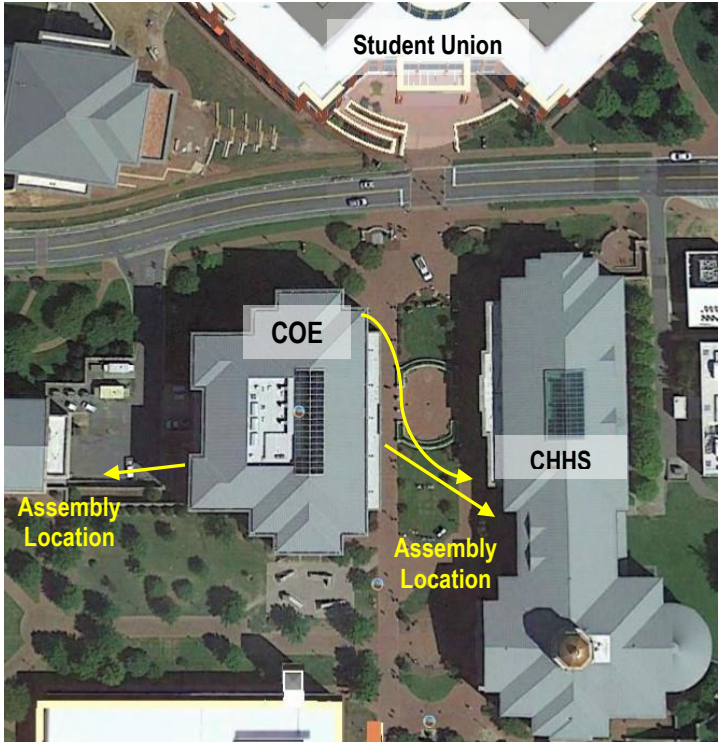 Student Union
COE
CHHS
Assembly
Location
Assembly
Location